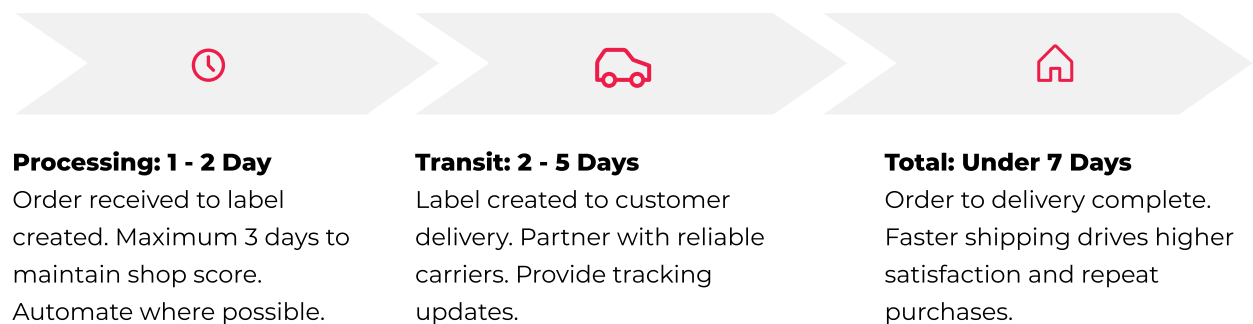 Processing: 1 - 2 Day
Order received to label
created. Maximum 3 days to
maintain shop score.
Automate where possible.
Transit: 2 - 5 Days
Label created to customer
delivery. Partner with reliable
carriers. Provide tracking
updates.
Total: Under 7 Days
Order to delivery complete.
Faster shipping drives higher
satisfaction and repeat
purchases.